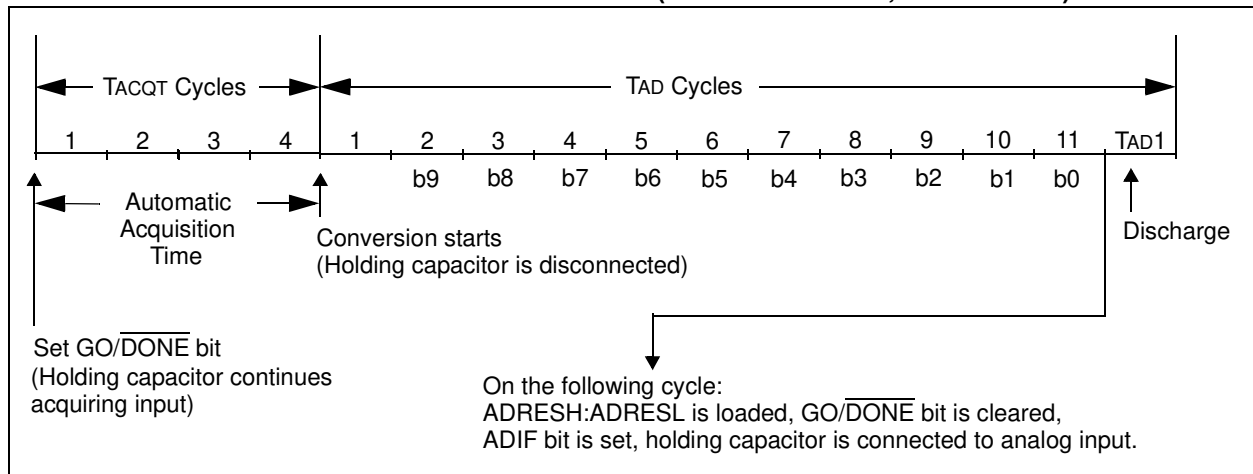 TACQT Cycles
TAD Cycles
1 2 3 4 1 2 3 4 5 6 7 8 9 10 11 TAD1
b9 b8 b7 b6 b5 b4 b3 b2 b1 b0
Automatic
Acquisition
Time
Conversion starts
(Holding capacitor is disconnected)
Discharge
Set GO/DONE bit
(Holding capacitor continues
acquiring input)
On the following cycle:
ADRESH:ADRESL is loaded, GO/DONE bit is cleared,
ADIF bit is set, holding capacitor is connected to analog input.